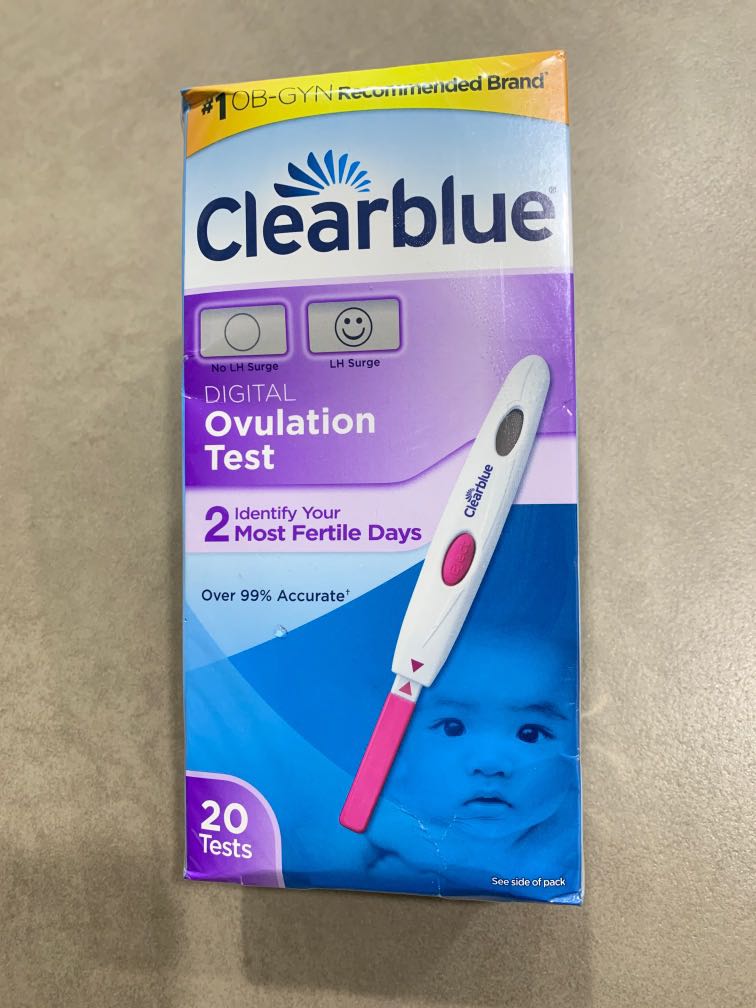 #1 OB-GYN Recommended Brand*
Clearblue®
No LH Surge
LH Surge
DIGITAL
Ovulation
Test
2 Identify Your
Most Fertile Days
Over 99% Accurate†
Clearblue
EJECT
20
Tests
See side of pack